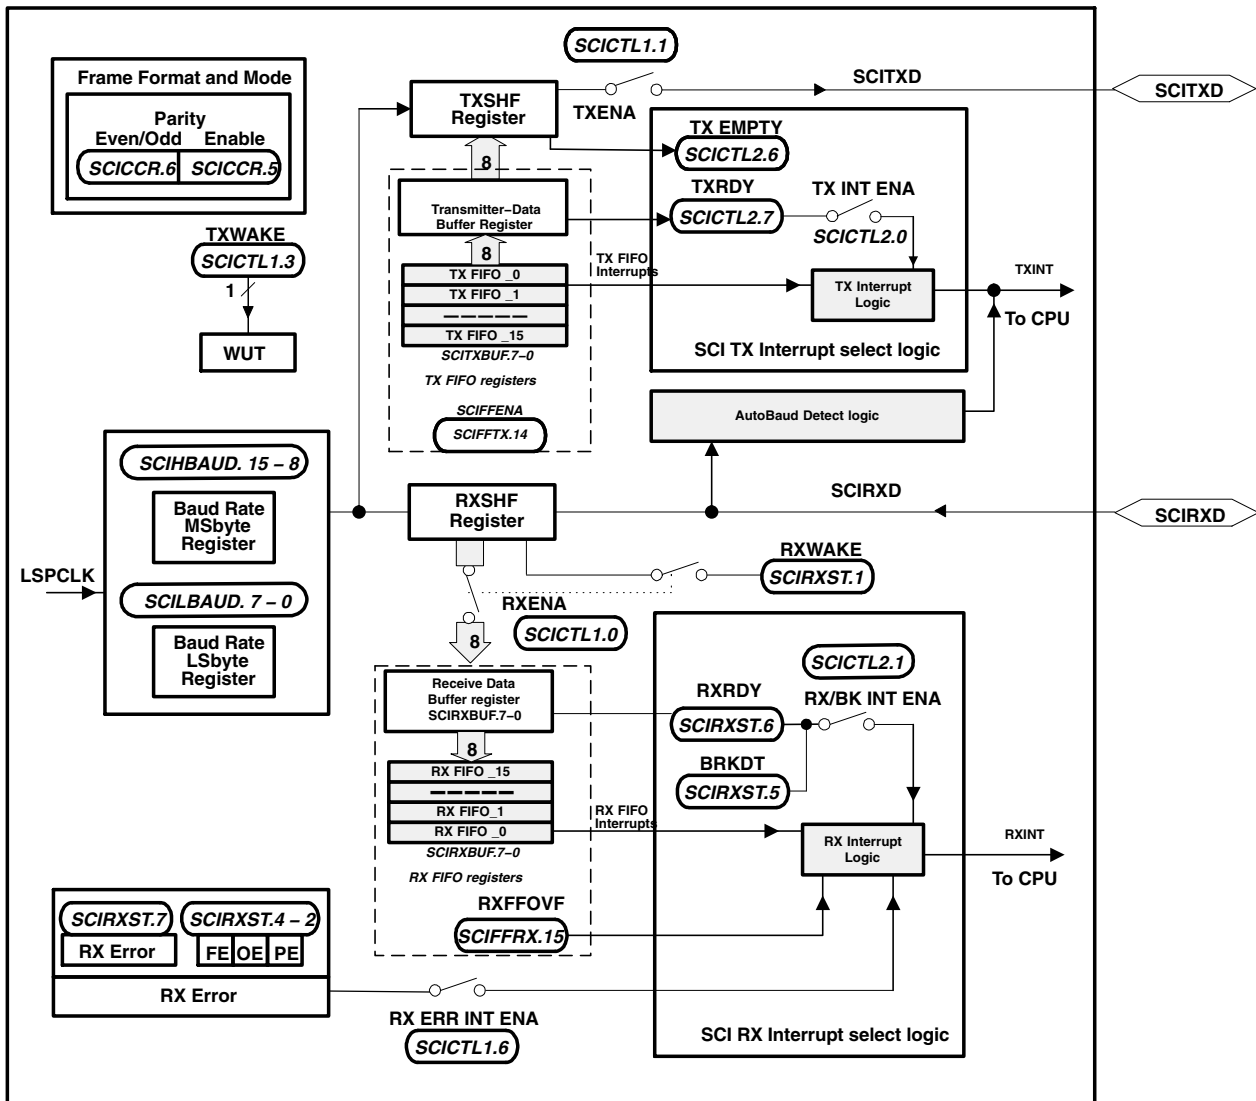 SCICTL1.1
Frame Format and Mode
Parity
Even/Odd Enable
SCICCR.6 SCICCR.5
TXSHF
Register
TXENA
SCITXD
SCITXD
TX EMPTY
SCICTL2.6
8
Transmitter–Data
Buffer Register
TXRDY
SCICTL2.7
TX INT ENA
SCICTL2.0
TXWAKE
SCICTL1.3
1
WUT
8
TX FIFO _0
TX FIFO _1
–––––
TX FIFO _15
SCITXBUF.7–0
TX FIFO registers
SCIFFENA
SCIFFTX.14
TX FIFO
Interrupts
TX Interrupt
Logic
TXINT
To CPU
SCI TX Interrupt select logic
AutoBaud Detect logic
SCIHBAUD. 15 – 8
Baud Rate
MSbyte
Register
LSPCLK
SCILBAUD. 7 – 0
Baud Rate
LSbyte
Register
RXSHF
Register
SCIRXD
SCIRXD
RXWAKE
SCIRXST.1
RXENA
SCICTL1.0
8
Receive Data
Buffer register
SCIRXBUF.7–0
8
RX FIFO _15
–––––
RX FIFO_1
RX FIFO _0
SCIRXBUF.7–0
RX FIFO registers
RXFFOVF
SCIFFRX.15
RX FIFO
Interrupts
SCICTL2.1
RXRDY
RX/BK INT ENA
SCIRXST.6
BRKDT
SCIRXST.5
RX Interrupt
Logic
RXINT
To CPU
SCI RX Interrupt select logic
SCIRXST.7 SCIRXST.4 – 2
RX Error FE OE PE
RX Error
RX ERR INT ENA
SCICTL1.6